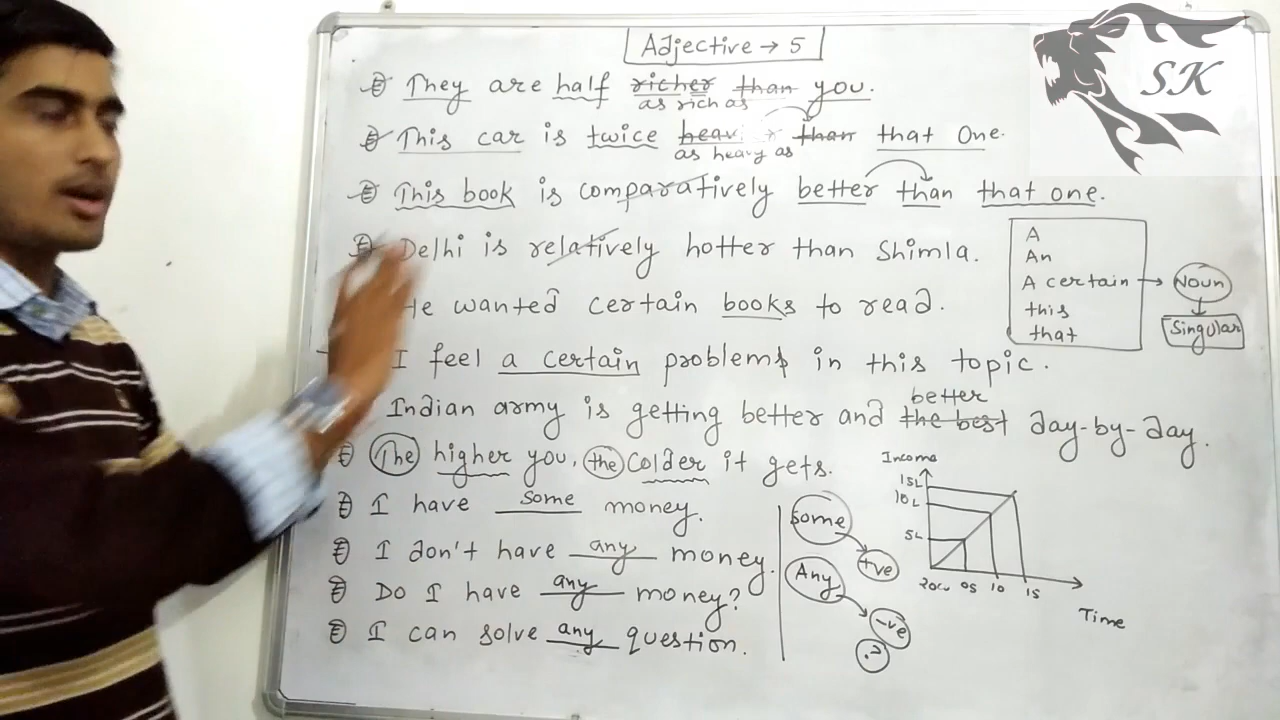 Adjective → 5
SK
They are half richer than you.
as rich as
This car is twice than that One.
as heavy as
This book is comparatively better than that one.
Delhi is relatively hotter than Shimla.
He wanted certain books to read.
I feel a certain problem in this topic.
better
Indian army is getting better and the best day-by-day.
The higher you, the colder it gets.
I have some money.
I don't have any money.
Do I have any money?
I can solve any question.
A
An
A certain → Noun
this
that
Singular
Some
+ve
Any
-ve
?
Income
15L
10L
5L
05 10 15
Time